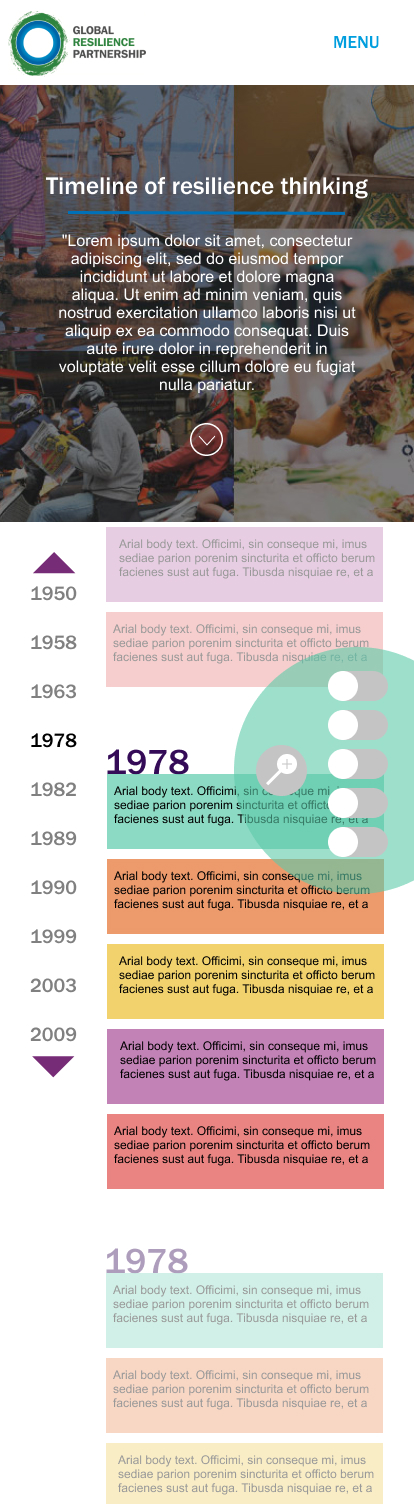 GLOBAL
RESILIENCE
PARTNERSHIP
MENU
Timeline of resilience thinking
"Lorem ipsum dolor sit amet, consectetur
adipiscing elit, sed do eiusmod tempor
incididunt ut labore et dolore magna
aliqua. Ut enim ad minim veniam, quis
nostrud exercitation ullamco laboris nisi ut
aliquip ex ea commodo consequat. Duis
aute irure dolor in reprehenderit in
voluptate velit esse cillum dolore eu fugiat
nulla pariatur.
1950
1958
1963
1978
1982
1989
1990
1999
2003
2009
Arial body text. Officimi, sin conseque mi, imus
sediae parion porenim sincturita et officto berum
facienes sust aut fuga. Tibusda nisquiae re, et a
Arial body text. Officimi, sin conseque mi, imus
sediae parion porenim sincturita et officto berum
facienes sust aut fuga. Tibusda nisquiae re, et a
1978
Arial body text. Officimi, sin conseque mi,
sediae parion porenim sincturita et officto
facienes sust aut fuga. Tibusda nisquiae re, et a
Arial body text. Officimi, sin conseque mi, imus
sediae parion porenim sincturita et officto berum
facienes sust aut fuga. Tibusda nisquiae re, et a
Arial body text. Officimi, sin conseque mi, imus
sediae parion porenim sincturita et officto berum
facienes sust aut fuga. Tibusda nisquiae re, et a
Arial body text. Officimi, sin conseque mi, imus
sediae parion porenim sincturita et officto berum
facienes sust aut fuga. Tibusda nisquiae re, et a
Arial body text. Officimi, sin conseque mi, imus
sediae parion porenim sincturita et officto berum
facienes sust aut fuga. Tibusda nisquiae re, et a
1978
Arial body text. Officimi, sin conseque mi, imus
sediae parion porenim sincturita et officto berum
facienes sust aut fuga. Tibusda nisquiae re, et a
Arial body text. Officimi, sin conseque mi, imus
sediae parion porenim sincturita et officto berum
facienes sust aut fuga. Tibusda nisquiae re, et a
Arial body text. Officimi, sin conseque mi, imus
sediae parion porenim sincturita et officto berum
facienes sust aut fuga. Tibusda nisquiae re, et a